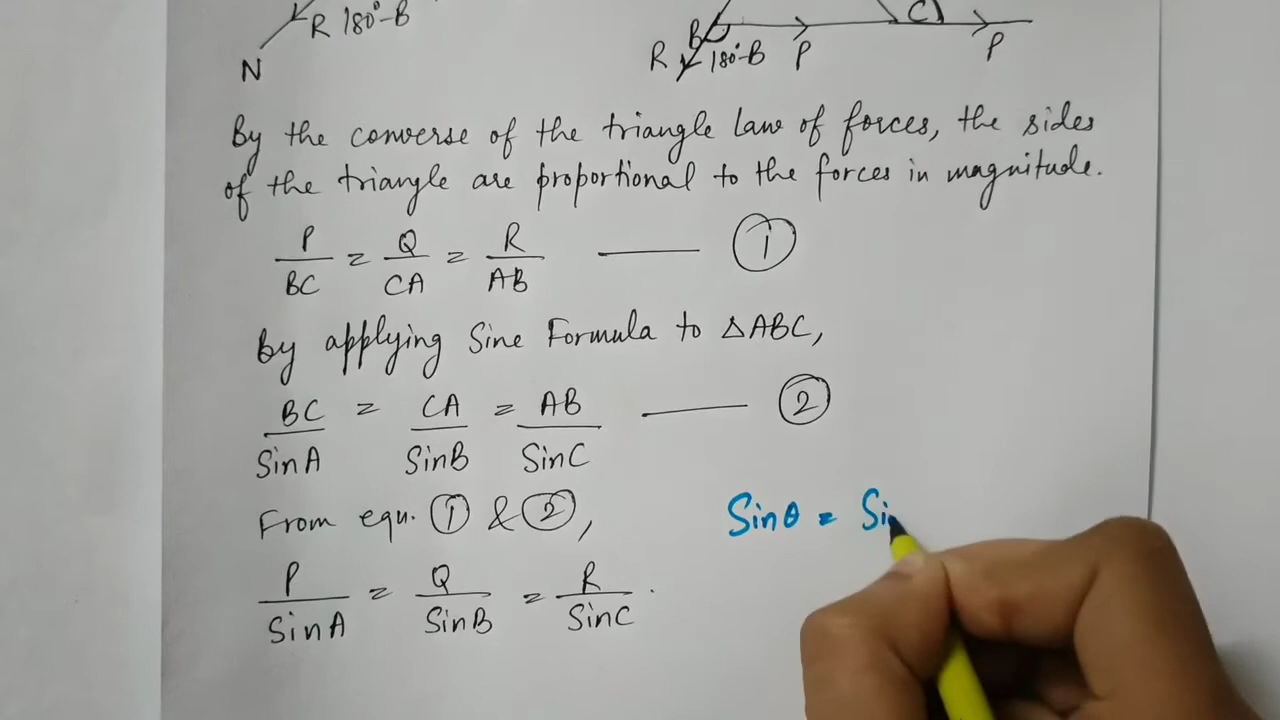 R 180°-B
N
B C
R 180°-B P P
By the converse of the triangle law of forces, the sides
of the triangle are proportional to the forces in magnitude.
P/BC = Q/CA = R/AB —— 1
By applying Sine Formula to △ABC,
BC/SinA = CA/SinB = AB/SinC —— 2
From equ. 1 & 2,
Sinθ = Si
P/SinA = Q/SinB = R/SinC .